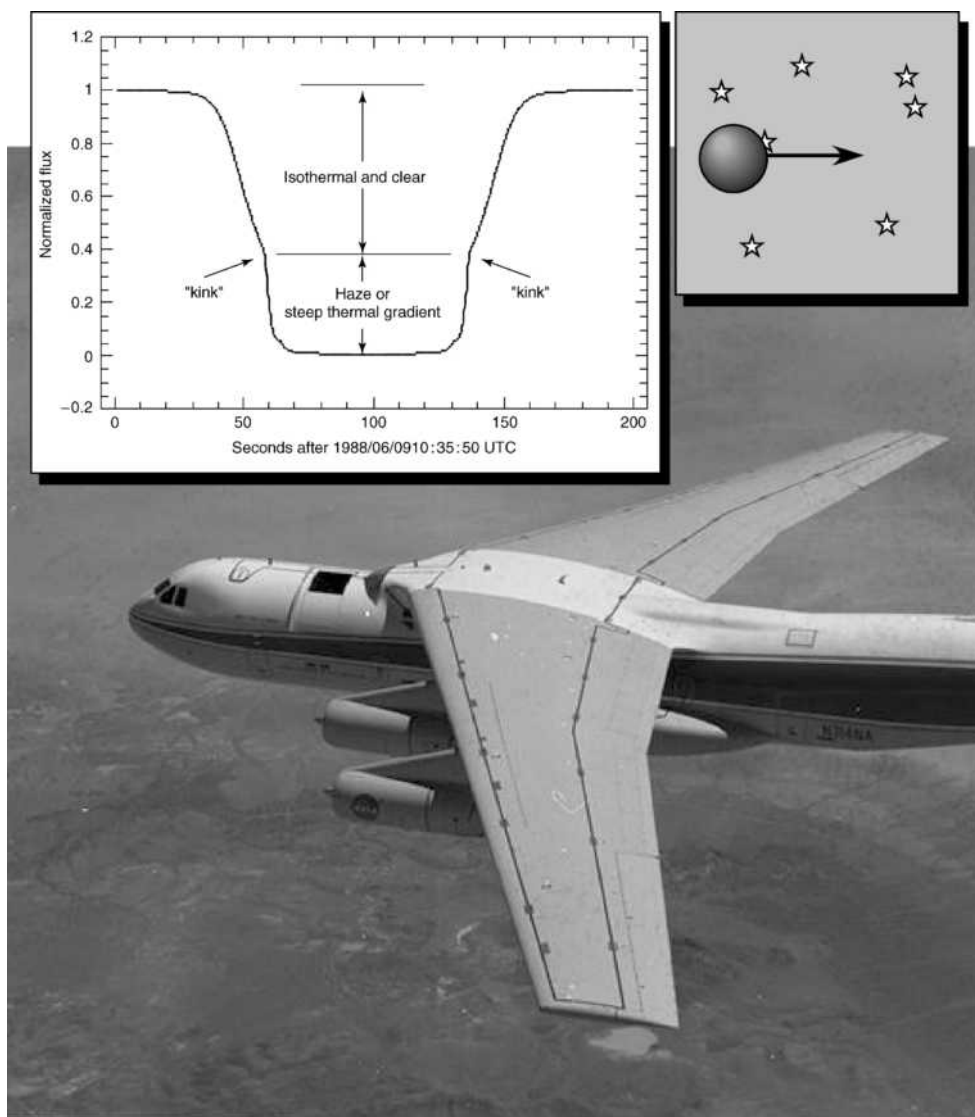 1.2
1
0.8
0.6
0.4
0.2
0
−0.2
Normalized flux
Isothermal and clear
"kink"
Haze or
steep thermal gradient
"kink"
0
50
100
150
200
Seconds after 1988/06/0910:35:50 UTC
NASA